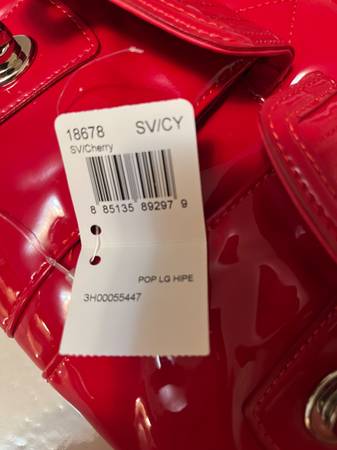 18678 SV/CY
SV/Cherry
8 85135 89297 9
POP LG HIPE
3H00055447